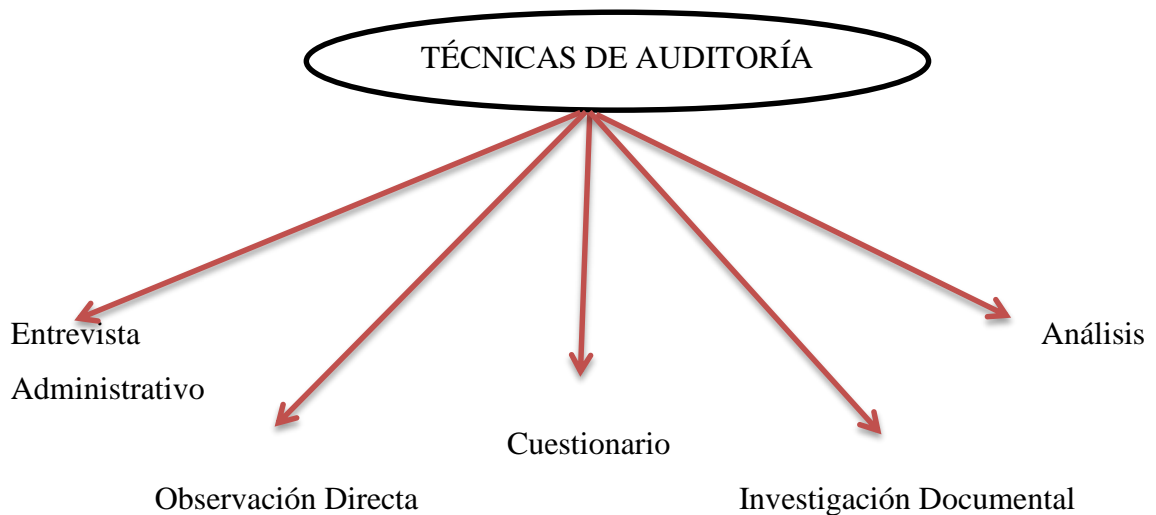 TÉCNICAS DE AUDITORÍA
Entrevista
Análisis
Administrativo
Cuestionario
Observación Directa
Investigación Documental